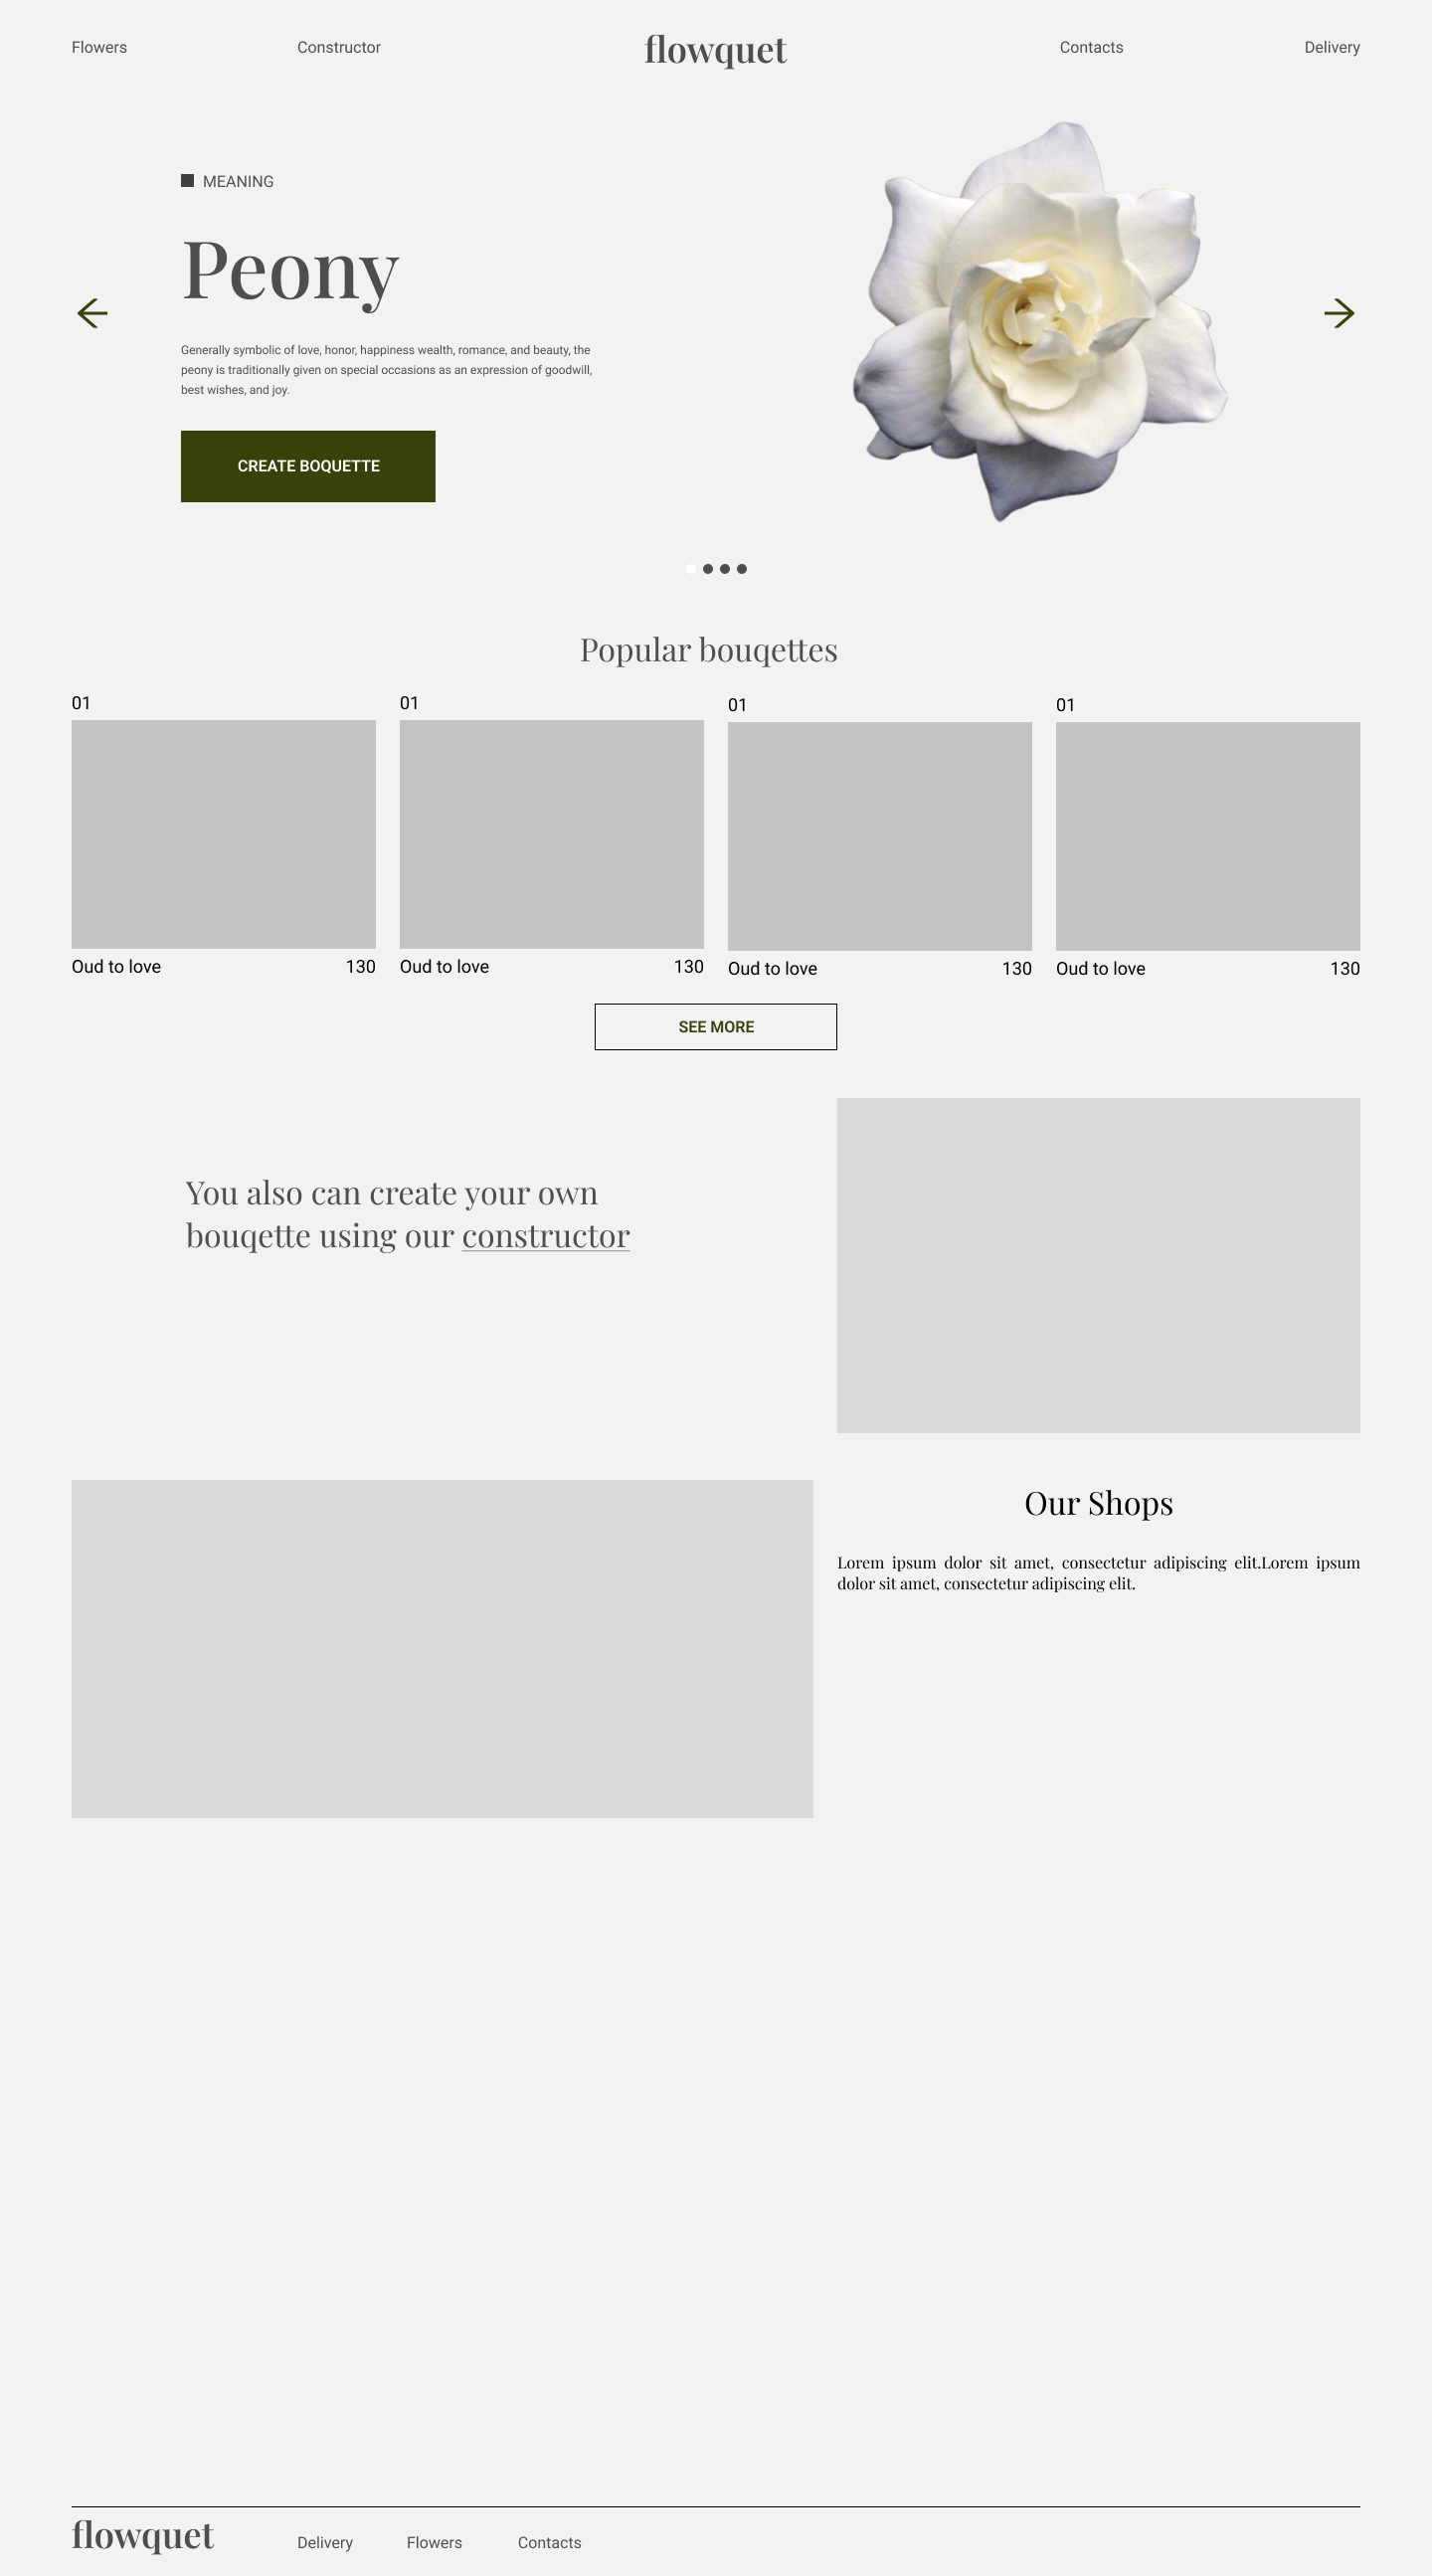 Flowers Constructor flowquet Contacts Delivery
MEANING
Peony
Generally symbolic of love, honor, happiness wealth, romance, and beauty, the
peony is traditionally given on special occasions as an expression of goodwill,
best wishes, and joy.
CREATE BOQUETTE
Popular bouqettes
01 01 01 01
Oud to love 130 Oud to love 130 Oud to love 130 Oud to love 130
SEE MORE
You also can create your own
bouqette using our constructor
Our Shops
Lorem ipsum dolor sit amet, consectetur adipiscing elit.Lorem ipsum
dolor sit amet, consectetur adipiscing elit.
flowquet Delivery Flowers Contacts